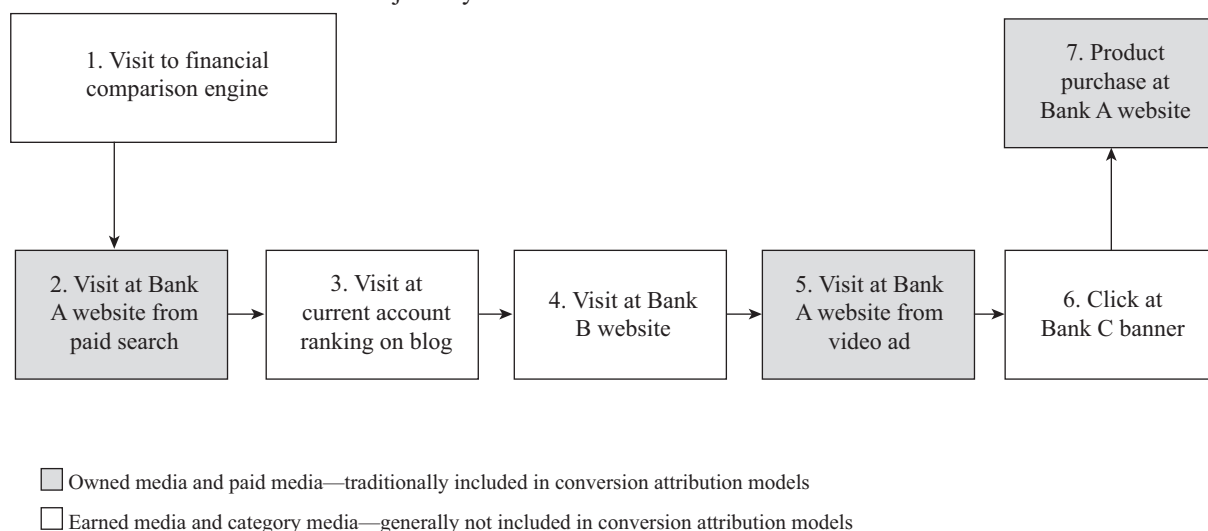 1. Visit to financial
comparison engine
2. Visit at Bank
A website from
paid search
3. Visit at
current account
ranking on blog
4. Visit at Bank
B website
5. Visit at Bank
A website from
video ad
6. Click at
Bank C banner
7. Product
purchase at
Bank A website
Owned media and paid media—traditionally included in conversion attribution models
Earned media and category media—generally not included in conversion attribution models